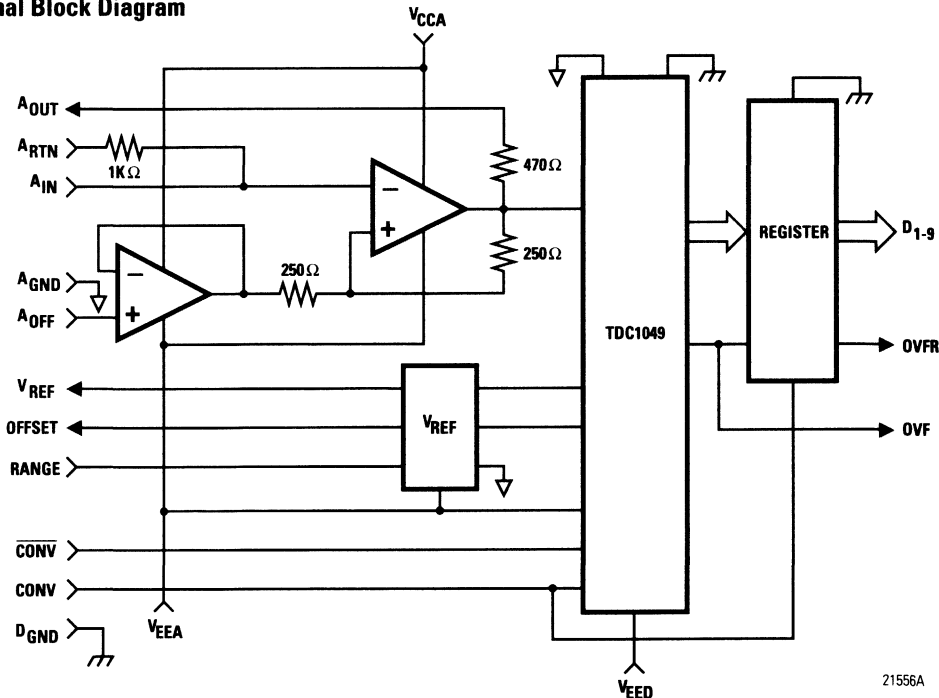 nal Block Diagram
VCCA
AOUT
ARTN
1KΩ
AIN
470Ω
−
+
250Ω
REGISTER
D1-9
AGND
250Ω
−
+
AOFF
TDC1049
OVFR
VREF
VREF
OFFSET
OVF
RANGE
CONV
CONV
DGND
VEEA
VEED
21556A